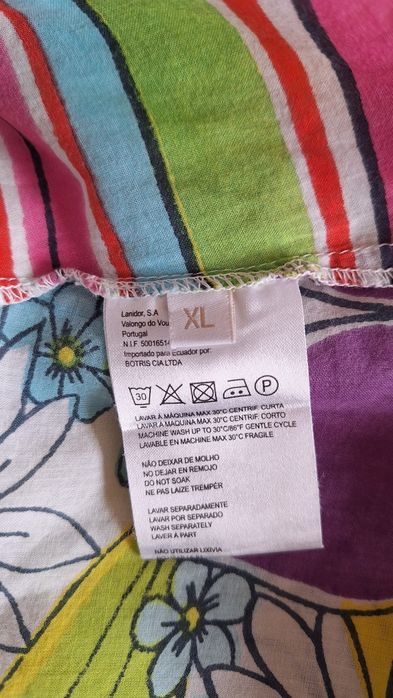 Lanidor, S.A
Valongo do Vou
Portugal
N.I.F. 5001651
Importado para Ecuador por:
BOTRIS CIA LTDA
XL
30
P
LAVAR À MÁQUINA MAX 30°C CENTRIF. CURTA
LAVAR A MAQUINA MAX 30°C CENTRIF. CORTO
MACHINE WASH UP TO 30°C/86°F GENTLE CYCLE
LAVABLE EN MACHINE MAX 30°C FRAGILE
NÃO DEIXAR DE MOLHO
NO DEJAR EN REMOJO
DO NOT SOAK
NE PAS LAIZE TREMPÉR
LAVAR SEPARADAMENTE
LAVAR POR SEPARADO
WASH SEPARATELY
LAVER À PART
NÃO UTILIZAR LIXIVIA